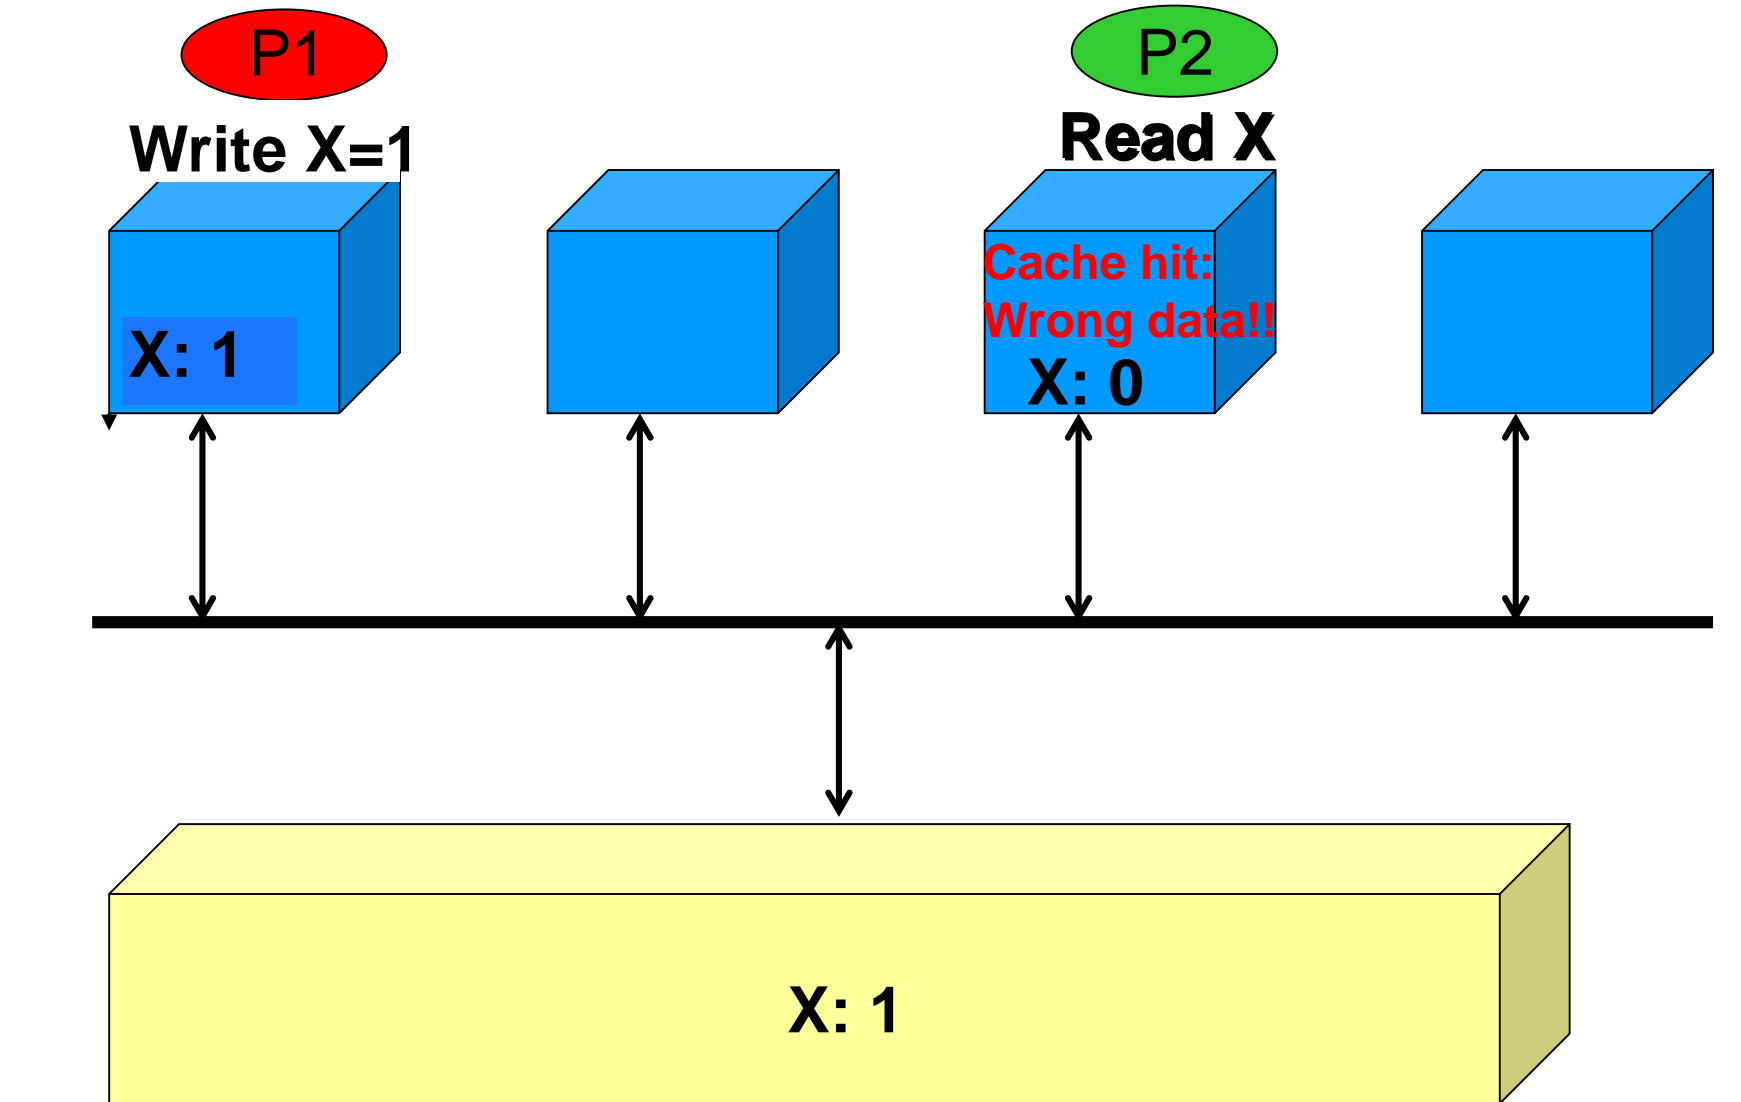 P1
P2
Write X=1
Read X
Cache hit:
Wrong data!!
X: 1
X: 0
X: 1